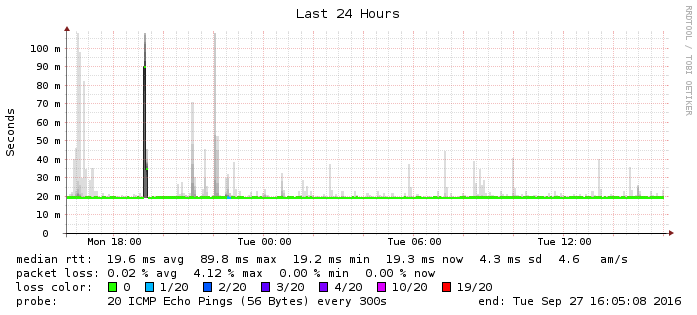 Last 24 Hours
RRDTOOL / TOBI OETIKER
Seconds
100 m
90 m
80 m
70 m
60 m
50 m
40 m
30 m
20 m
10 m
0
Mon 18:00 Tue 00:00 Tue 06:00 Tue 12:00
median rtt: 19.6 ms avg 89.8 ms max 19.2 ms min 19.3 ms now 4.3 ms sd 4.6 am/s
packet loss: 0.02 % avg 4.12 % max 0.00 % min 0.00 % now
loss color: 0 1/20 2/20 3/20 4/20 10/20 19/20
probe: 20 ICMP Echo Pings (56 Bytes) every 300s end: Tue Sep 27 16:05:08 2016